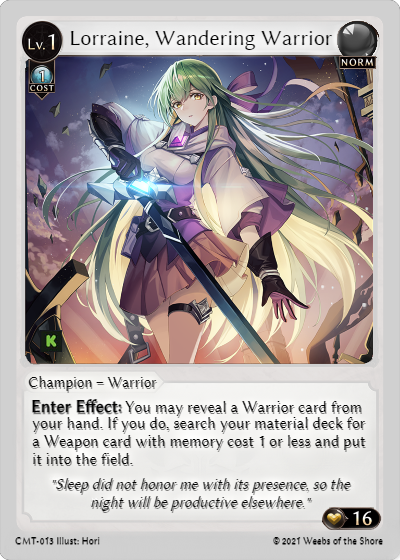 Lv.1 Lorraine, Wandering Warrior
NORM
1
COST
K
Champion = Warrior
Enter Effect: You may reveal a Warrior card from
your hand. If you do, search your material deck for
a Weapon card with memory cost 1 or less and put
it into the field.
"Sleep did not honor me with its presence, so the
night will be productive elsewhere."
16
CMT-013 Illust: Hori © 2021 Weebs of the Shore